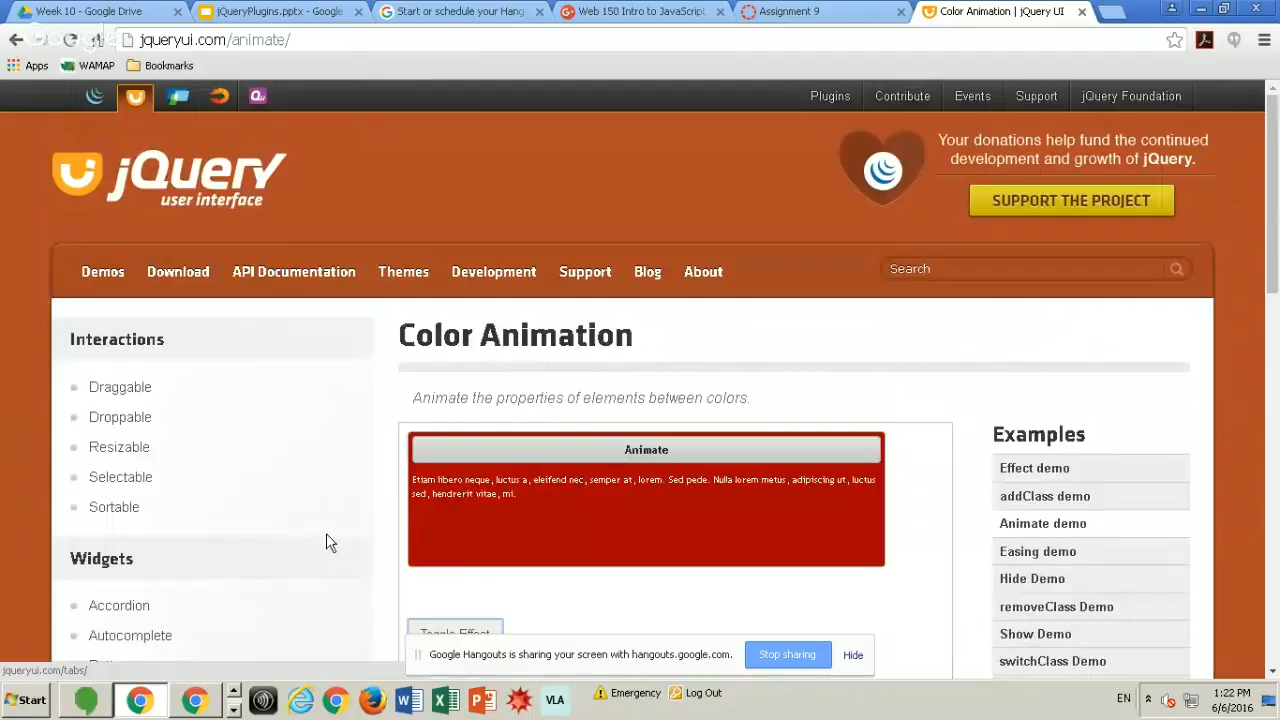 Week 10 - Google Drive
jQueryPlugins.pptx - Google
Start or schedule your Hang
Web 150 Intro to JavaScript
Assignment 9
Color Animation | jQuery UI
jqueryui.com/animate/
Apps
WAMAP
Bookmarks
Plugins
Contribute
Events
Support
jQuery Foundation
jQuery
user interface
Your donations help fund the continued
development and growth of jQuery.
SUPPORT THE PROJECT
Demos
Download
API Documentation
Themes
Development
Support
Blog
About
Search
Interactions
Draggable
Droppable
Resizable
Selectable
Sortable
Widgets
Accordion
Autocomplete
Color Animation
Animate the properties of elements between colors.
Animate
Etiam libero neque, luctus a, eleifend nec, semper at, lorem. Sed pede. Nulla lorem metus, adipiscing ut, luctus
sed, hendrerit vitae, mi.
Toggle Effect
Examples
Effect demo
addClass demo
Animate demo
Easing demo
Hide Demo
removeClass Demo
Show Demo
switchClass Demo
Google Hangouts is sharing your screen with hangouts.google.com.
Stop sharing
Hide
jqueryui.com/tabs/
Start
VLA
Emergency
Log Out
EN
1:22 PM
6/6/2016